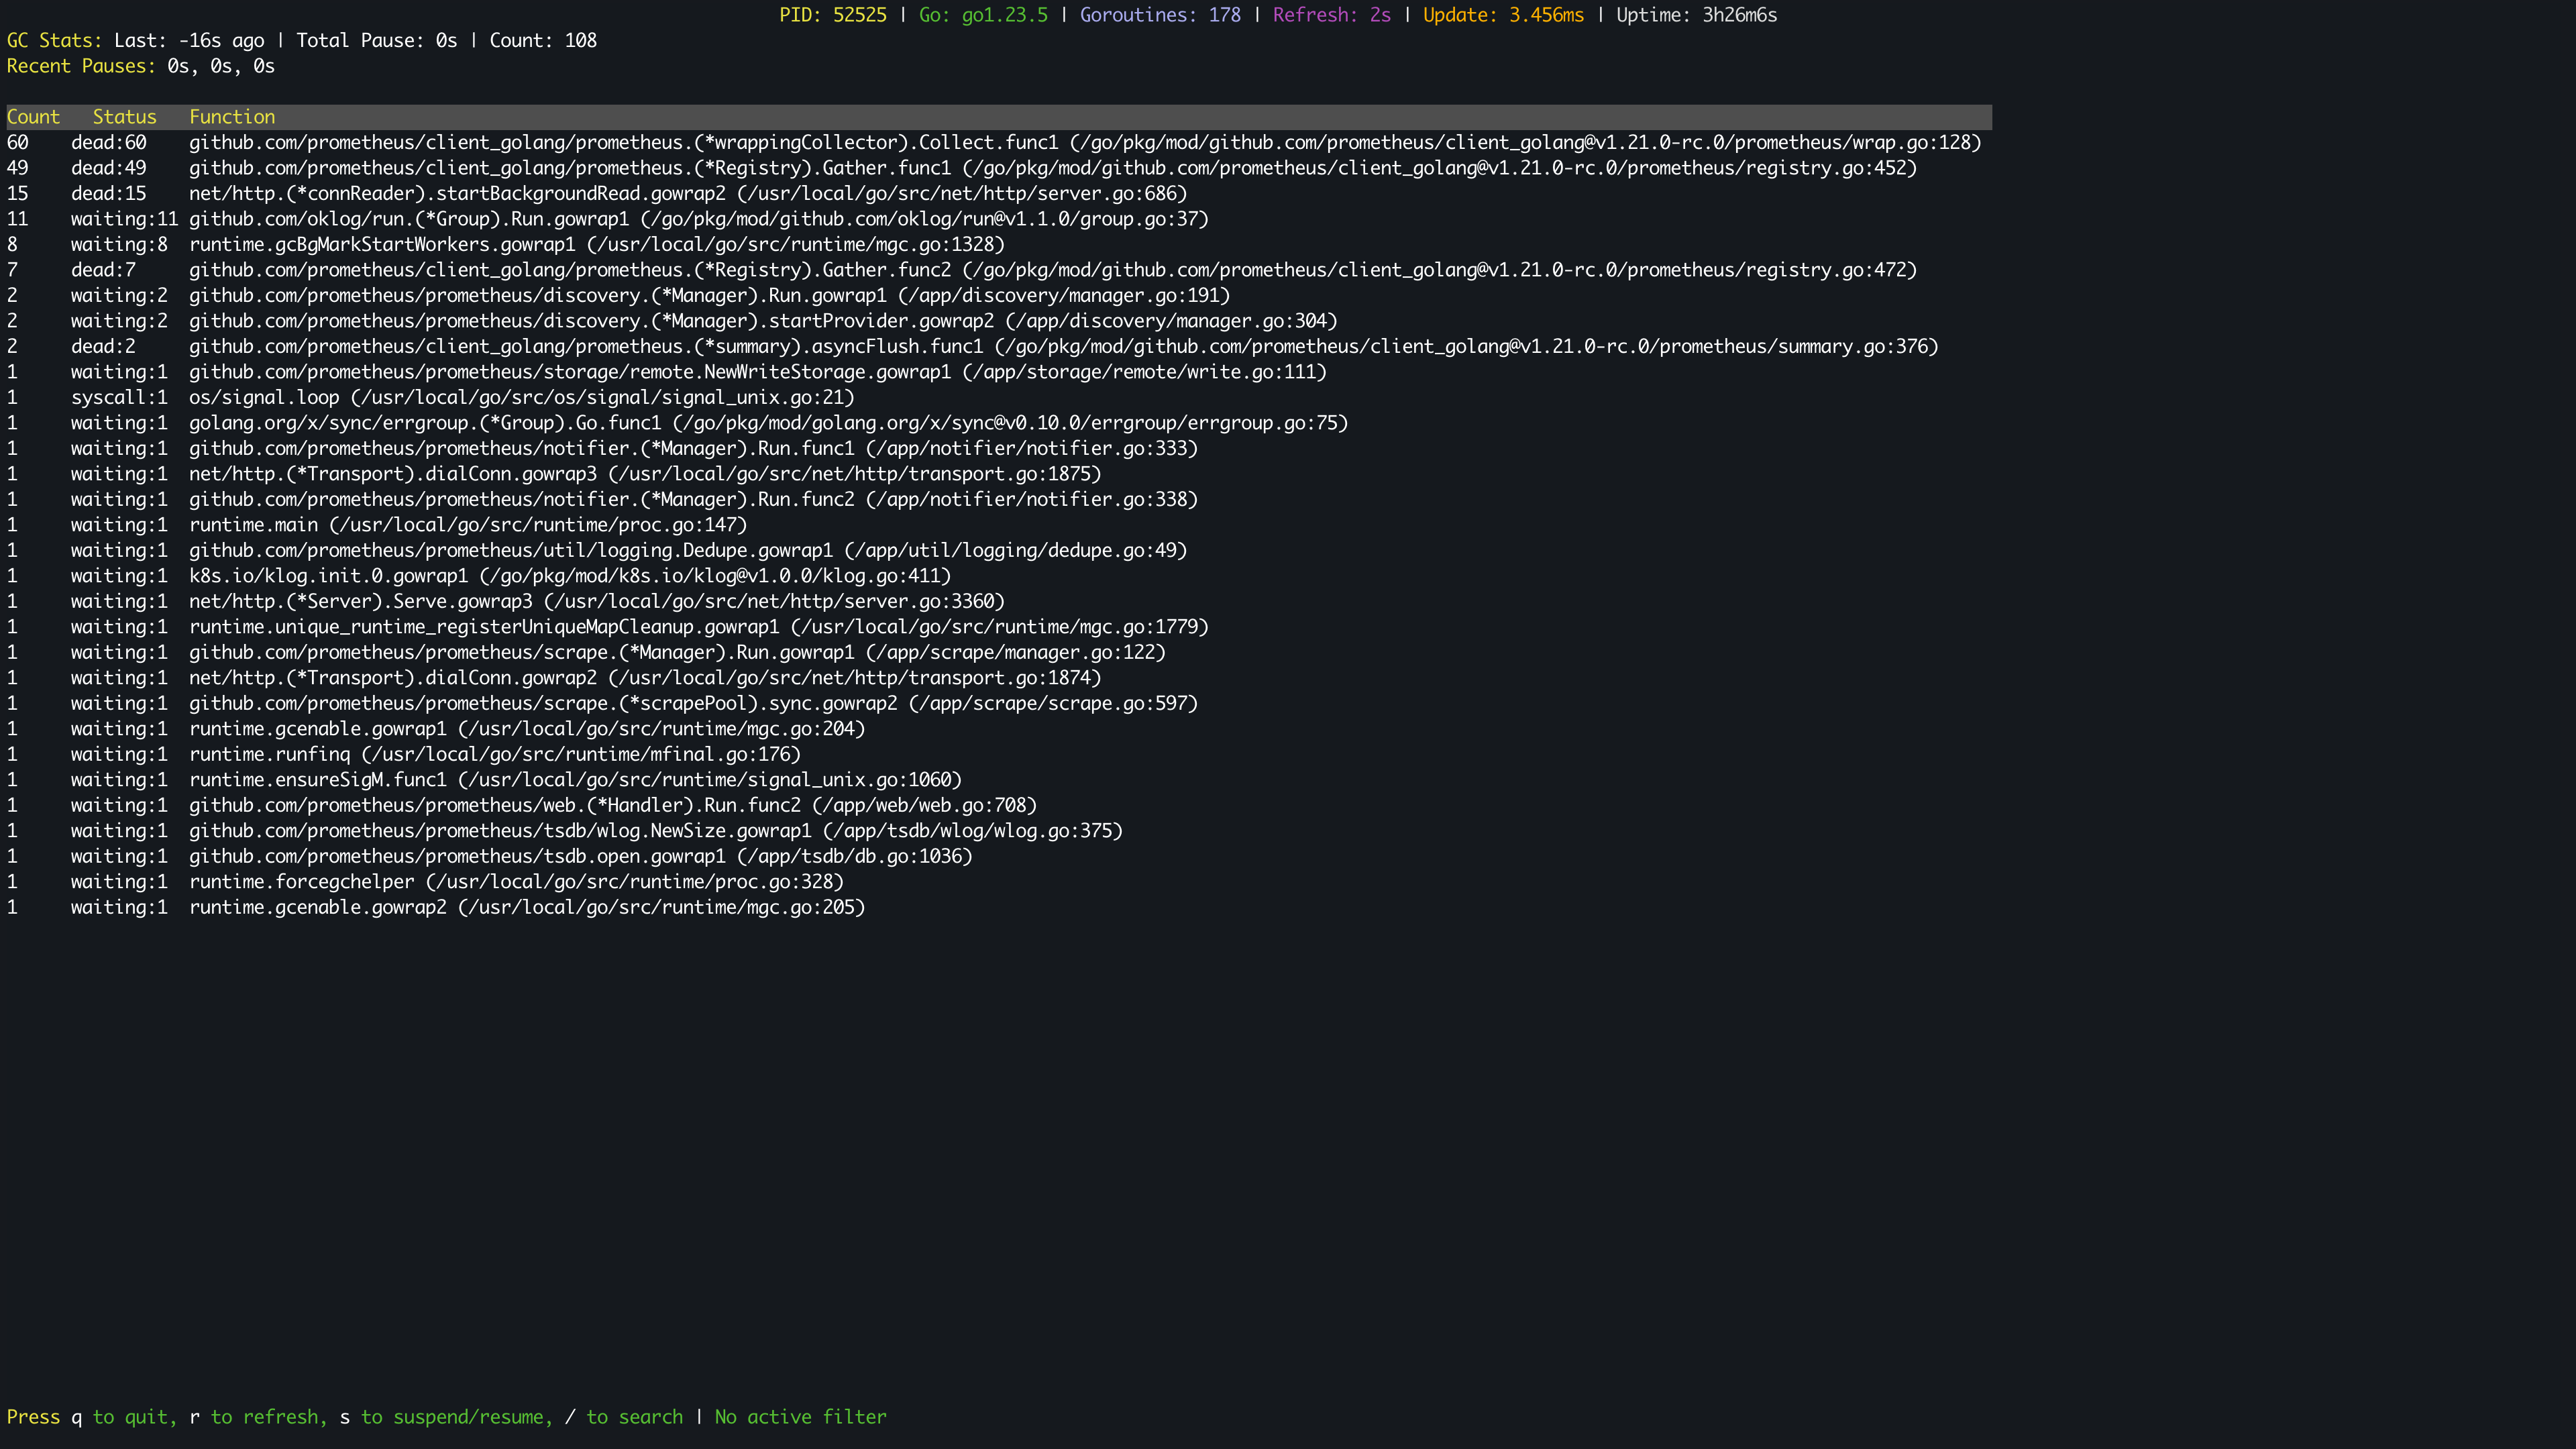 PID: 52525 | Go: go1.23.5 | Goroutines: 178 | Refresh: 2s | Update: 3.456ms | Uptime: 3h26m6s
GC Stats: Last: -16s ago | Total Pause: 0s | Count: 108
Recent Pauses: 0s, 0s, 0s
Count Status Function
60 dead:60 github.com/prometheus/client_golang/prometheus.(*wrappingCollector).Collect.func1 (/go/pkg/mod/github.com/prometheus/client_golang@v1.21.0-rc.0/prometheus/wrap.go:128)
49 dead:49 github.com/prometheus/client_golang/prometheus.(*Registry).Gather.func1 (/go/pkg/mod/github.com/prometheus/client_golang@v1.21.0-rc.0/prometheus/registry.go:452)
15 dead:15 net/http.(*connReader).startBackgroundRead.gowrap2 (/usr/local/go/src/net/http/server.go:686)
11 waiting:11 github.com/oklog/run.(*Group).Run.gowrap1 (/go/pkg/mod/github.com/oklog/run@v1.1.0/group.go:37)
8 waiting:8 runtime.gcBgMarkStartWorkers.gowrap1 (/usr/local/go/src/runtime/mgc.go:1328)
7 dead:7 github.com/prometheus/client_golang/prometheus.(*Registry).Gather.func2 (/go/pkg/mod/github.com/prometheus/client_golang@v1.21.0-rc.0/prometheus/registry.go:472)
2 waiting:2 github.com/prometheus/prometheus/discovery.(*Manager).Run.gowrap1 (/app/discovery/manager.go:191)
2 waiting:2 github.com/prometheus/prometheus/discovery.(*Manager).startProvider.gowrap2 (/app/discovery/manager.go:304)
2 dead:2 github.com/prometheus/client_golang/prometheus.(*summary).asyncFlush.func1 (/go/pkg/mod/github.com/prometheus/client_golang@v1.21.0-rc.0/prometheus/summary.go:376)
1 waiting:1 github.com/prometheus/prometheus/storage/remote.NewWriteStorage.gowrap1 (/app/storage/remote/write.go:111)
1 syscall:1 os/signal.loop (/usr/local/go/src/os/signal/signal_unix.go:21)
1 waiting:1 golang.org/x/sync/errgroup.(*Group).Go.func1 (/go/pkg/mod/golang.org/x/sync@v0.10.0/errgroup/errgroup.go:75)
1 waiting:1 github.com/prometheus/prometheus/notifier.(*Manager).Run.func1 (/app/notifier/notifier.go:333)
1 waiting:1 net/http.(*Transport).dialConn.gowrap3 (/usr/local/go/src/net/http/transport.go:1875)
1 waiting:1 github.com/prometheus/prometheus/notifier.(*Manager).Run.func2 (/app/notifier/notifier.go:338)
1 waiting:1 runtime.main (/usr/local/go/src/runtime/proc.go:147)
1 waiting:1 github.com/prometheus/prometheus/util/logging.Dedupe.gowrap1 (/app/util/logging/dedupe.go:49)
1 waiting:1 k8s.io/klog.init.0.gowrap1 (/go/pkg/mod/k8s.io/klog@v1.0.0/klog.go:411)
1 waiting:1 net/http.(*Server).Serve.gowrap3 (/usr/local/go/src/net/http/server.go:3360)
1 waiting:1 runtime.unique_runtime_registerUniqueMapCleanup.gowrap1 (/usr/local/go/src/runtime/mgc.go:1779)
1 waiting:1 github.com/prometheus/prometheus/scrape.(*Manager).Run.gowrap1 (/app/scrape/manager.go:122)
1 waiting:1 net/http.(*Transport).dialConn.gowrap2 (/usr/local/go/src/net/http/transport.go:1874)
1 waiting:1 github.com/prometheus/prometheus/scrape.(*scrapePool).sync.gowrap2 (/app/scrape/scrape.go:597)
1 waiting:1 runtime.gcenable.gowrap1 (/usr/local/go/src/runtime/mgc.go:204)
1 waiting:1 runtime.runfinq (/usr/local/go/src/runtime/mfinal.go:176)
1 waiting:1 runtime.ensureSigM.func1 (/usr/local/go/src/runtime/signal_unix.go:1060)
1 waiting:1 github.com/prometheus/prometheus/web.(*Handler).Run.func2 (/app/web/web.go:708)
1 waiting:1 github.com/prometheus/prometheus/tsdb/wlog.NewSize.gowrap1 (/app/tsdb/wlog/wlog.go:375)
1 waiting:1 github.com/prometheus/prometheus/tsdb.open.gowrap1 (/app/tsdb/db.go:1036)
1 waiting:1 runtime.forcegchelper (/usr/local/go/src/runtime/proc.go:328)
1 waiting:1 runtime.gcenable.gowrap2 (/usr/local/go/src/runtime/mgc.go:205)
Press q to quit, r to refresh, s to suspend/resume, / to search | No active filter